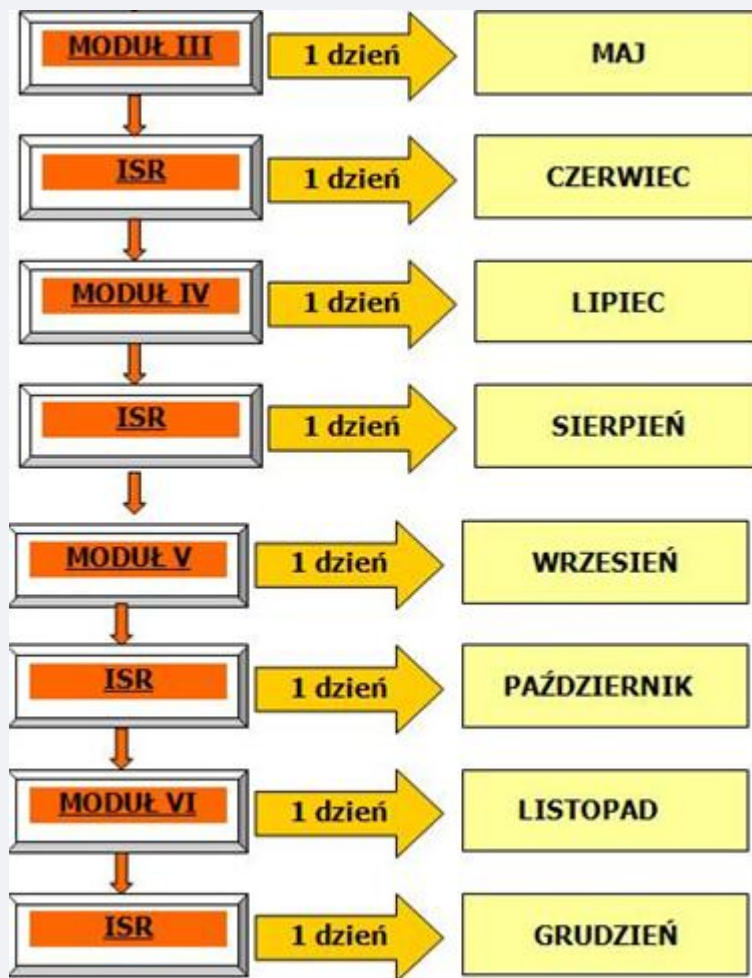 MODUŁ III 1 dzień MAJ
ISR 1 dzień CZERWIEC
MODUŁ IV 1 dzień LIPIEC
ISR 1 dzień SIERPIEŃ
MODUŁ V 1 dzień WRZESIEŃ
ISR 1 dzień PAŹDZIERNIK
MODUŁ VI 1 dzień LISTOPAD
ISR 1 dzień GRUDZIEŃ